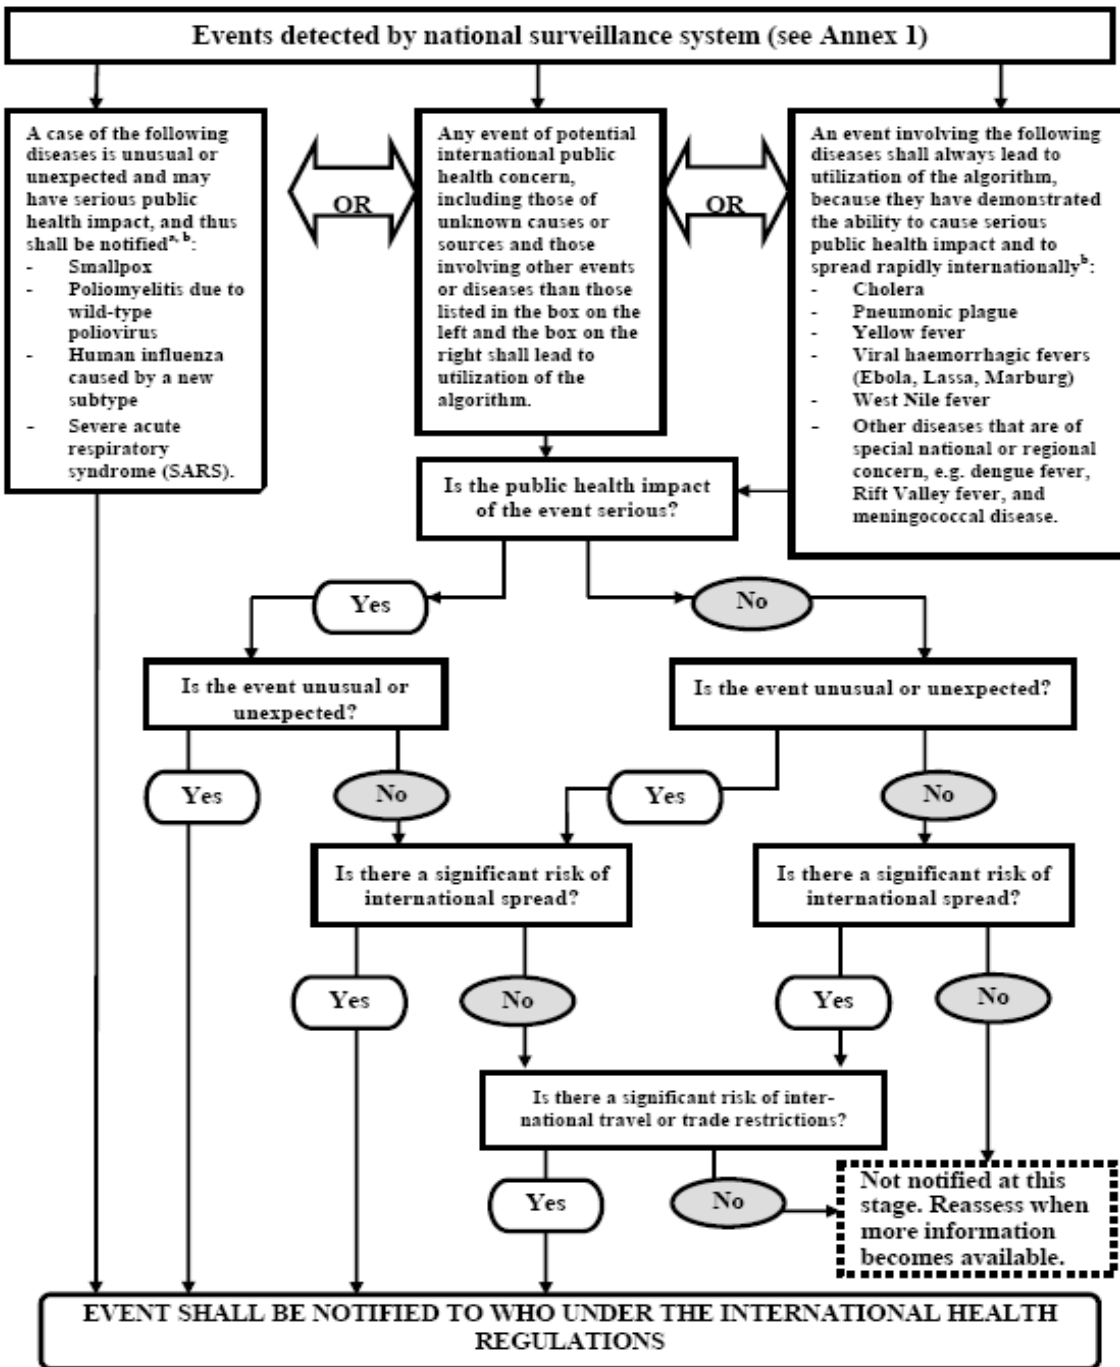 Events detected by national surveillance system (see Annex 1)
A case of the following
diseases is unusual or
unexpected and may
have serious public
health impact, and thus
shall be notifiedᵃ, ᵇ:
- Smallpox
- Poliomyelitis due to
wild-type
poliovirus
- Human influenza
caused by a new
subtype
- Severe acute
respiratory
syndrome (SARS).
OR
Any event of potential
international public
health concern,
including those of
unknown causes or
sources and those
involving other events
or diseases than those
listed in the box on the
left and the box on the
right shall lead to
utilization of the
algorithm.
OR
An event involving the following
diseases shall always lead to
utilization of the algorithm,
because they have demonstrated
the ability to cause serious
public health impact and to
spread rapidly internationallyᵇ:
- Cholera
- Pneumonic plague
- Yellow fever
- Viral haemorrhagic fevers
(Ebola, Lassa, Marburg)
- West Nile fever
- Other diseases that are of
special national or regional
concern, e.g. dengue fever,
Rift Valley fever, and
meningococcal disease.
Is the public health impact
of the event serious?
Yes
No
Is the event unusual or
unexpected?
Is the event unusual or unexpected?
Yes
No
Yes
No
Is there a significant risk of
international spread?
Is there a significant risk of
international spread?
Yes
No
Yes
No
Is there a significant risk of inter-
national travel or trade restrictions?
Yes
No
Not notified at this
stage. Reassess when
more information
becomes available.
EVENT SHALL BE NOTIFIED TO WHO UNDER THE INTERNATIONAL HEALTH
REGULATIONS